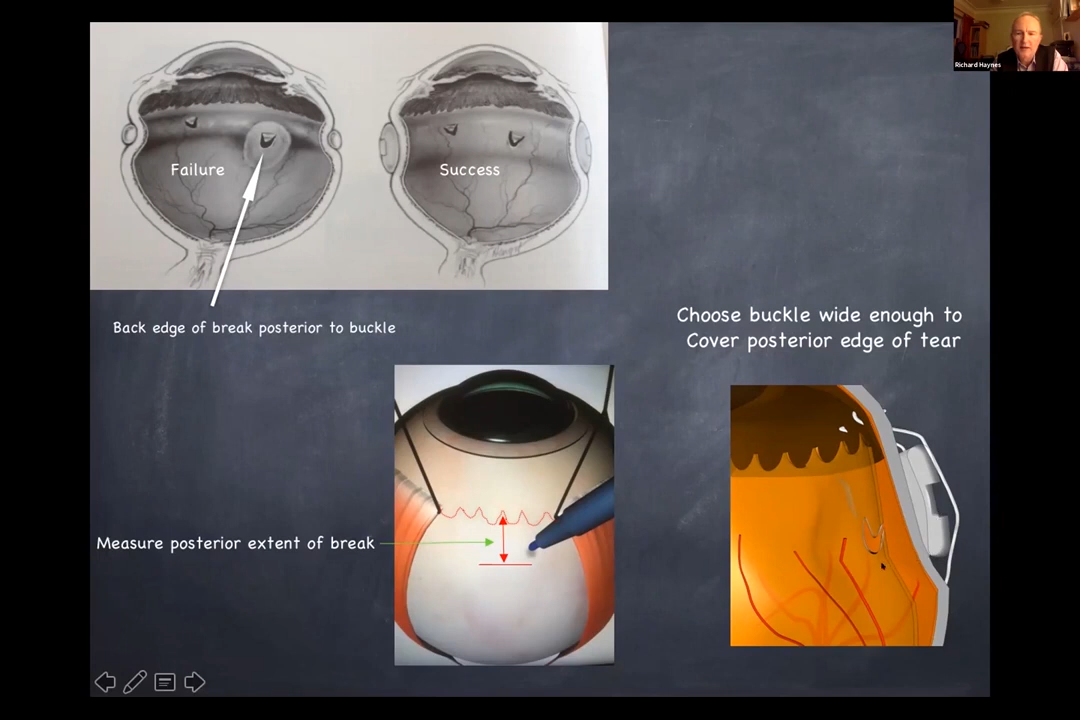 Richard Haynes
Failure
Success
Back edge of break posterior to buckle
Choose buckle wide enough to
Cover posterior edge of tear
Measure posterior extent of break